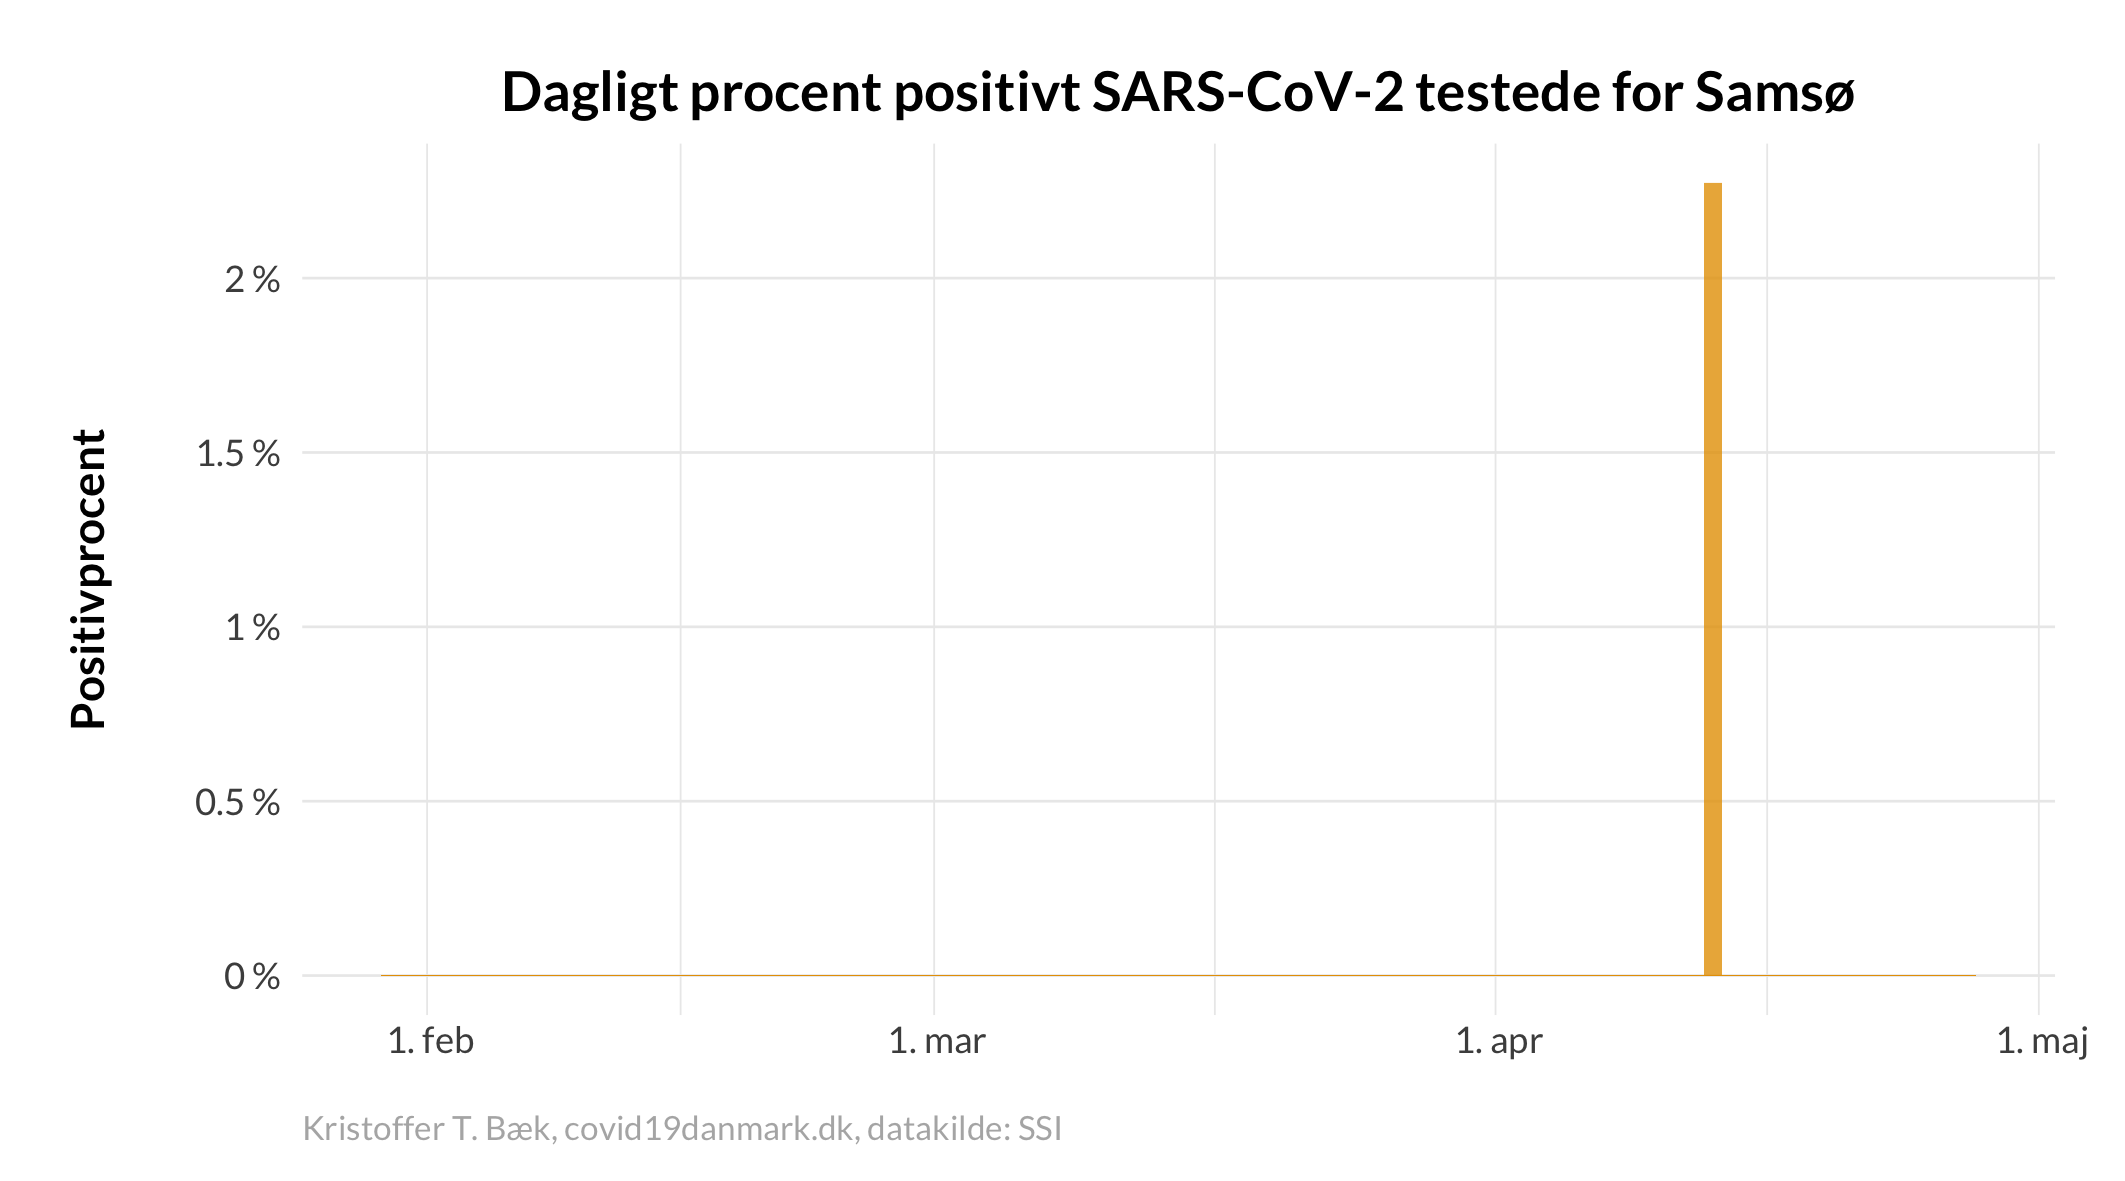 Dagligt procent positivt SARS-CoV-2 testede for Samsø
Positivprocent
2 %
1.5 %
1 %
0.5 %
0 %
1. feb
1. mar
1. apr
1. maj
Kristoffer T. Bæk, covid19danmark.dk, datakilde: SSI